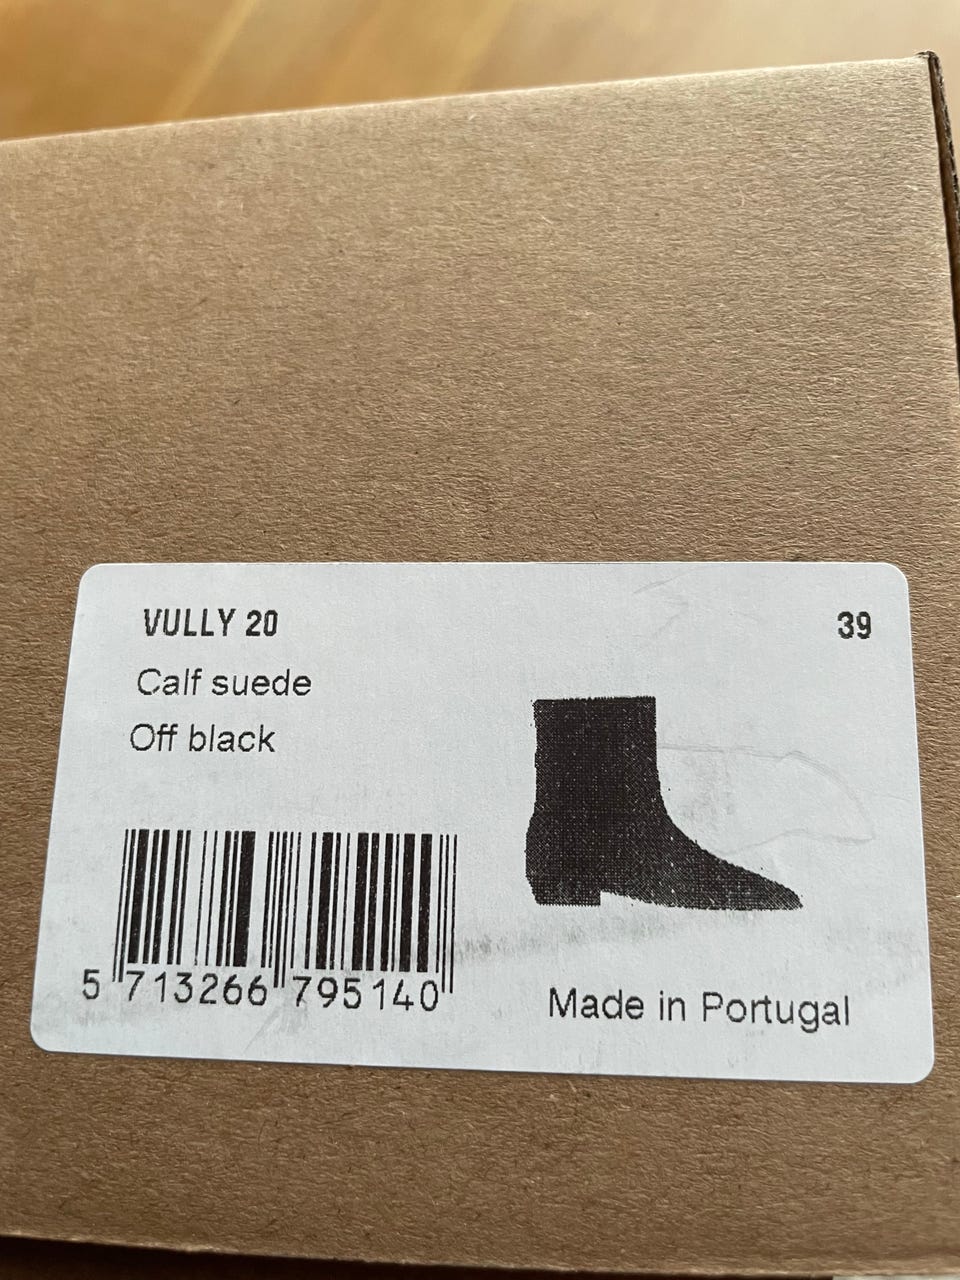 VULLY 20
39
Calf suede
Off black
5 713266 795140
Made in Portugal